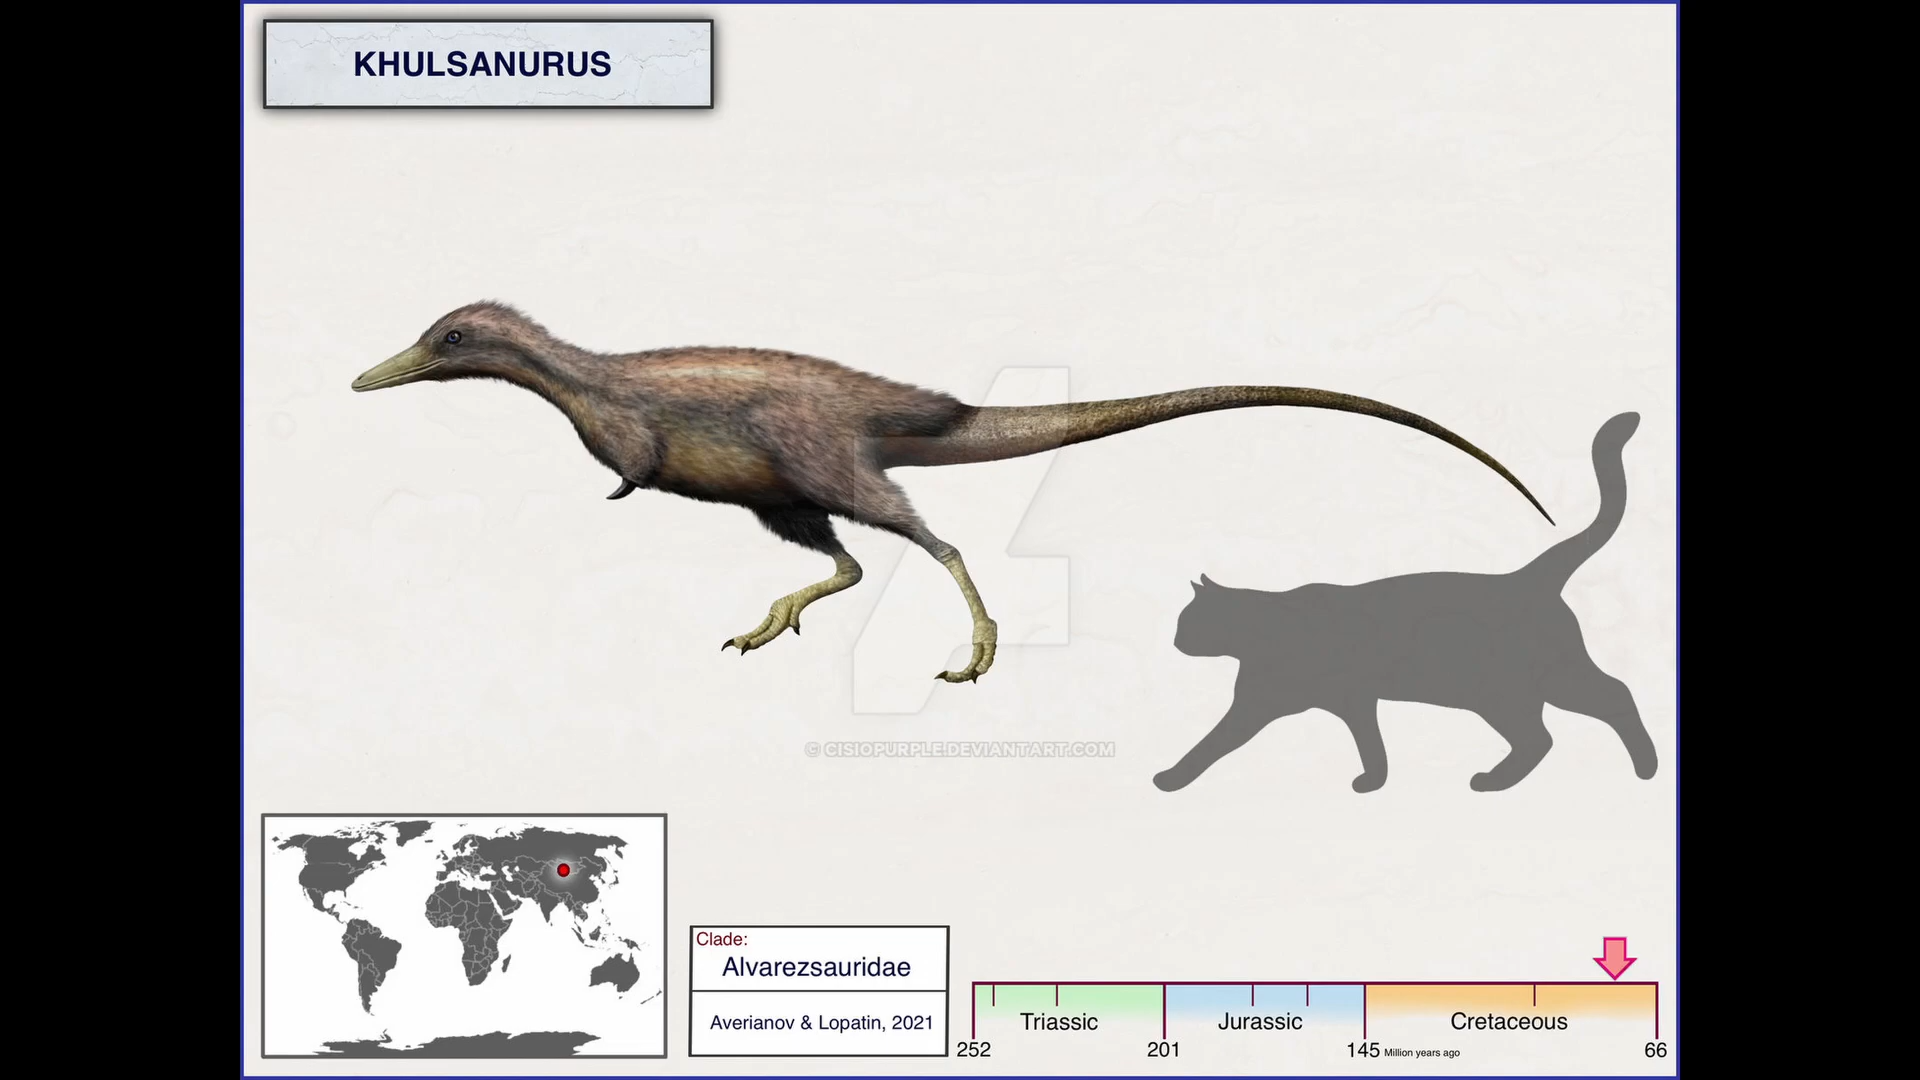 KHULSANURUS
© CISIOPURPLE.DEVIANTART.COM
Clade:
Alvarezsauridae
Averianov & Lopatin, 2021
Triassic
Jurassic
Cretaceous
252
201
145 Million years ago
66